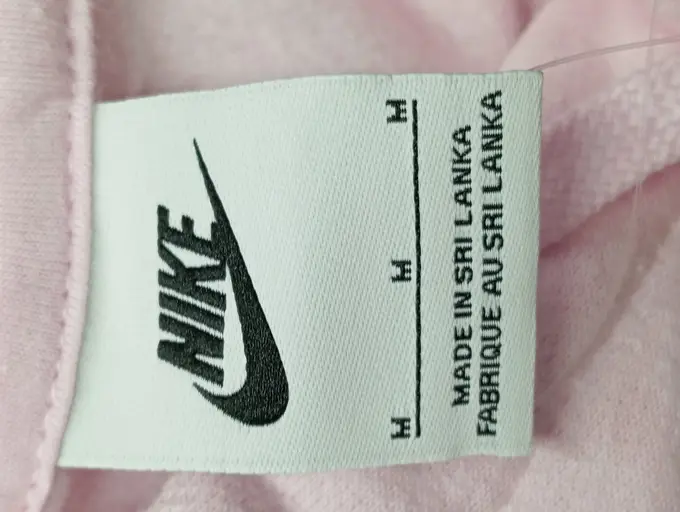 NIKE
M M M
MADE IN SRI LANKA
FABRIQUE AU SRI LANKA